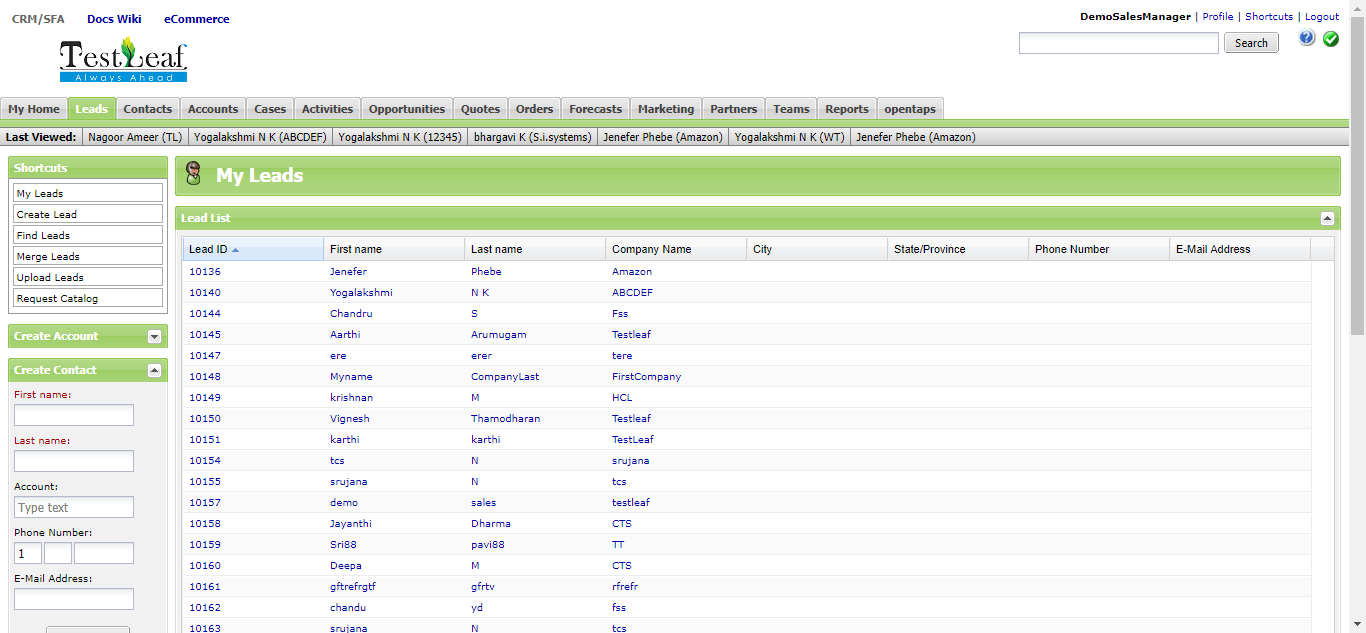 CRM/SFA Docs Wiki eCommerce
DemoSalesManager | Profile | Shortcuts | Logout
TestLeaf
Always Ahead
Search
My Home Leads Contacts Accounts Cases Activities Opportunities Quotes Orders Forecasts Marketing Partners Teams Reports opentaps
Last Viewed: Nagoor Ameer (TL) Yogalakshmi N K (ABCDEF) Yogalakshmi N K (12345) bhargavi K (S.i.systems) Jenefer Phebe (Amazon) Yogalakshmi N K (WT) Jenefer Phebe (Amazon)
Shortcuts
My Leads
Create Lead
Find Leads
Merge Leads
Upload Leads
Request Catalog
Create Account
Create Contact
First name:
Last name:
Account:
Type text
Phone Number:
1
E-Mail Address:
My Leads
Lead List
Lead ID First name Last name Company Name City State/Province Phone Number E-Mail Address
10136 Jenefer Phebe Amazon
10140 Yogalakshmi N K ABCDEF
10144 Chandru S Fss
10145 Aarthi Arumugam Testleaf
10147 ere erer tere
10148 Myname CompanyLast FirstCompany
10149 krishnan M HCL
10150 Vignesh Thamodharan Testleaf
10151 karthi karthi TestLeaf
10154 tcs N srujana
10155 srujana N tcs
10157 demo sales testleaf
10158 Jayanthi Dharma CTS
10159 Sri88 pavi88 TT
10160 Deepa M CTS
10161 gftrefrgtf gfrtv rfrefr
10162 chandu yd fss
10163 srujana N tcs